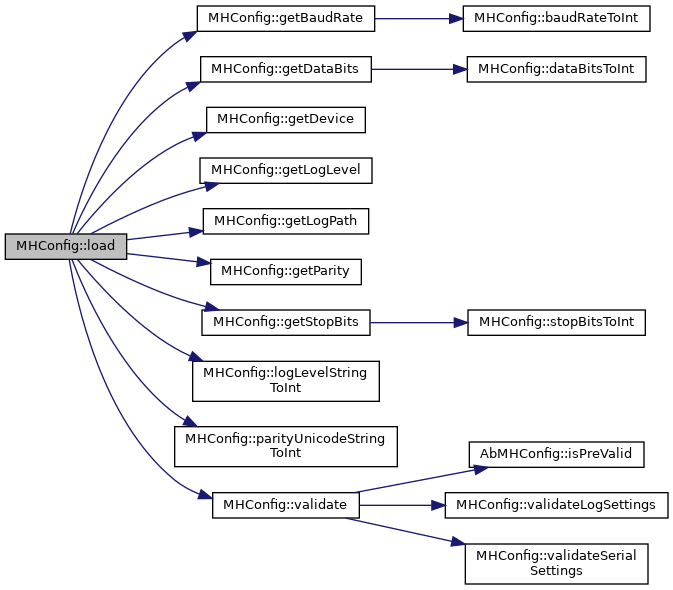 MHConfig::load
MHConfig::getBaudRate
MHConfig::baudRateToInt
MHConfig::getDataBits
MHConfig::dataBitsToInt
MHConfig::getDevice
MHConfig::getLogLevel
MHConfig::getLogPath
MHConfig::getParity
MHConfig::getStopBits
MHConfig::stopBitsToInt
MHConfig::logLevelString
ToInt
MHConfig::parityUnicodeString
ToInt
MHConfig::validate
AbMHConfig::isPreValid
MHConfig::validateLogSettings
MHConfig::validateSerial
Settings